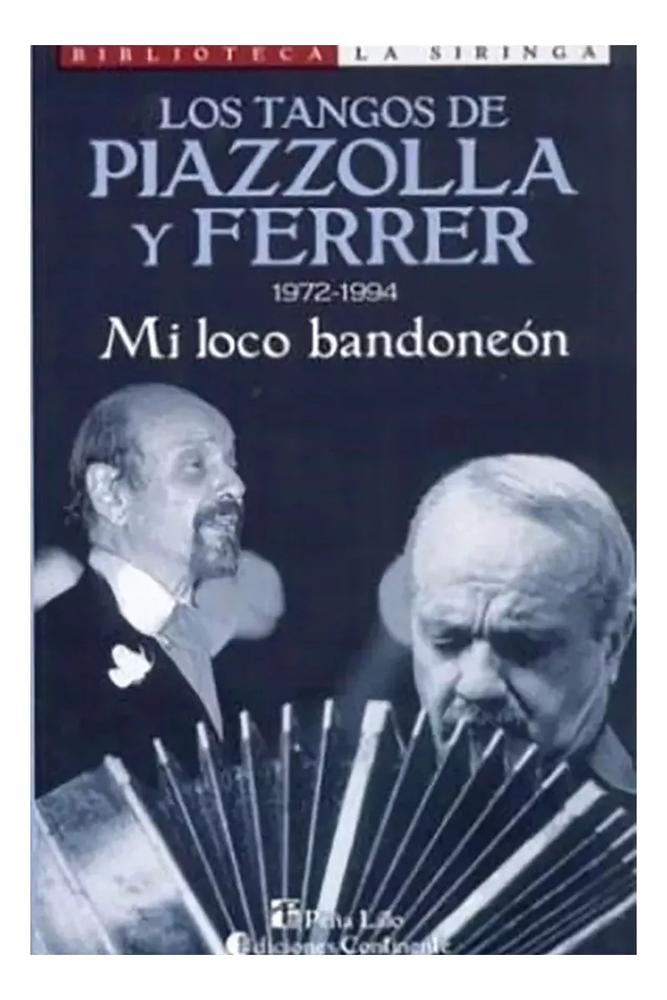 BIBLIOTECA LA SIRINGA
LOS TANGOS DE
PIAZZOLLA
Y FERRER
1972-1994
Mi loco bandoneón
Peña Lillo
Ediciones Continente